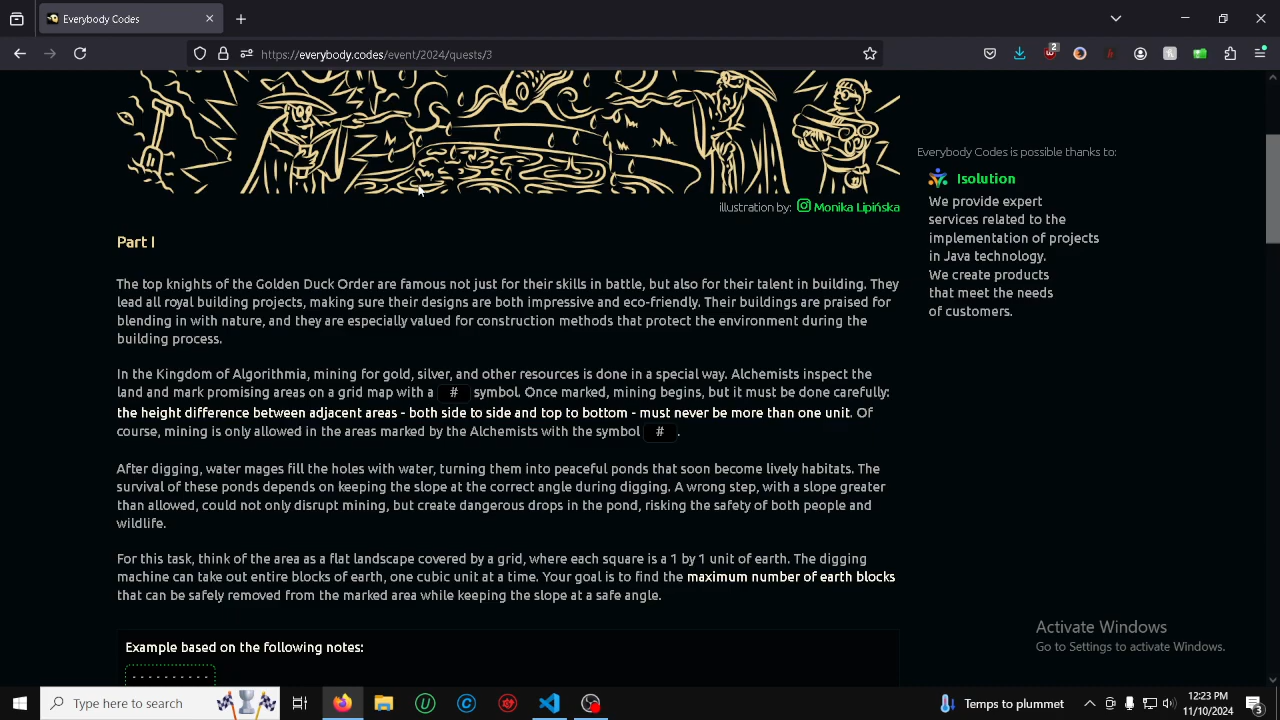 Everybody Codes
https://everybody.codes/event/2024/quests/3
2
illustration by: Monika Lipińska
Everybody Codes is possible thanks to:
Isolution
We provide expert
services related to the
implementation of projects
in Java technology.
We create products
that meet the needs
of customers.
Part I
The top knights of the Golden Duck Order are famous not just for their skills in battle, but also for their talent in building. They
lead all royal building projects, making sure their designs are both impressive and eco-friendly. Their buildings are praised for
blending in with nature, and they are especially valued for construction methods that protect the environment during the
building process.
In the Kingdom of Algorithmia, mining for gold, silver, and other resources is done in a special way. Alchemists inspect the
land and mark promising areas on a grid map with a # symbol. Once marked, mining begins, but it must be done carefully:
the height difference between adjacent areas - both side to side and top to bottom - must never be more than one unit. Of
course, mining is only allowed in the areas marked by the Alchemists with the symbol #.
After digging, water mages fill the holes with water, turning them into peaceful ponds that soon become lively habitats. The
survival of these ponds depends on keeping the slope at the correct angle during digging. A wrong step, with a slope greater
than allowed, could not only disrupt mining, but create dangerous drops in the pond, risking the safety of both people and
wildlife.
For this task, think of the area as a flat landscape covered by a grid, where each square is a 1 by 1 unit of earth. The digging
machine can take out entire blocks of earth, one cubic unit at a time. Your goal is to find the maximum number of earth blocks
that can be safely removed from the marked area while keeping the slope at a safe angle.
Example based on the following notes:
..........
Activate Windows
Go to Settings to activate Windows.
Type here to search
Temps to plummet
12:23 PM
11/10/2024
3